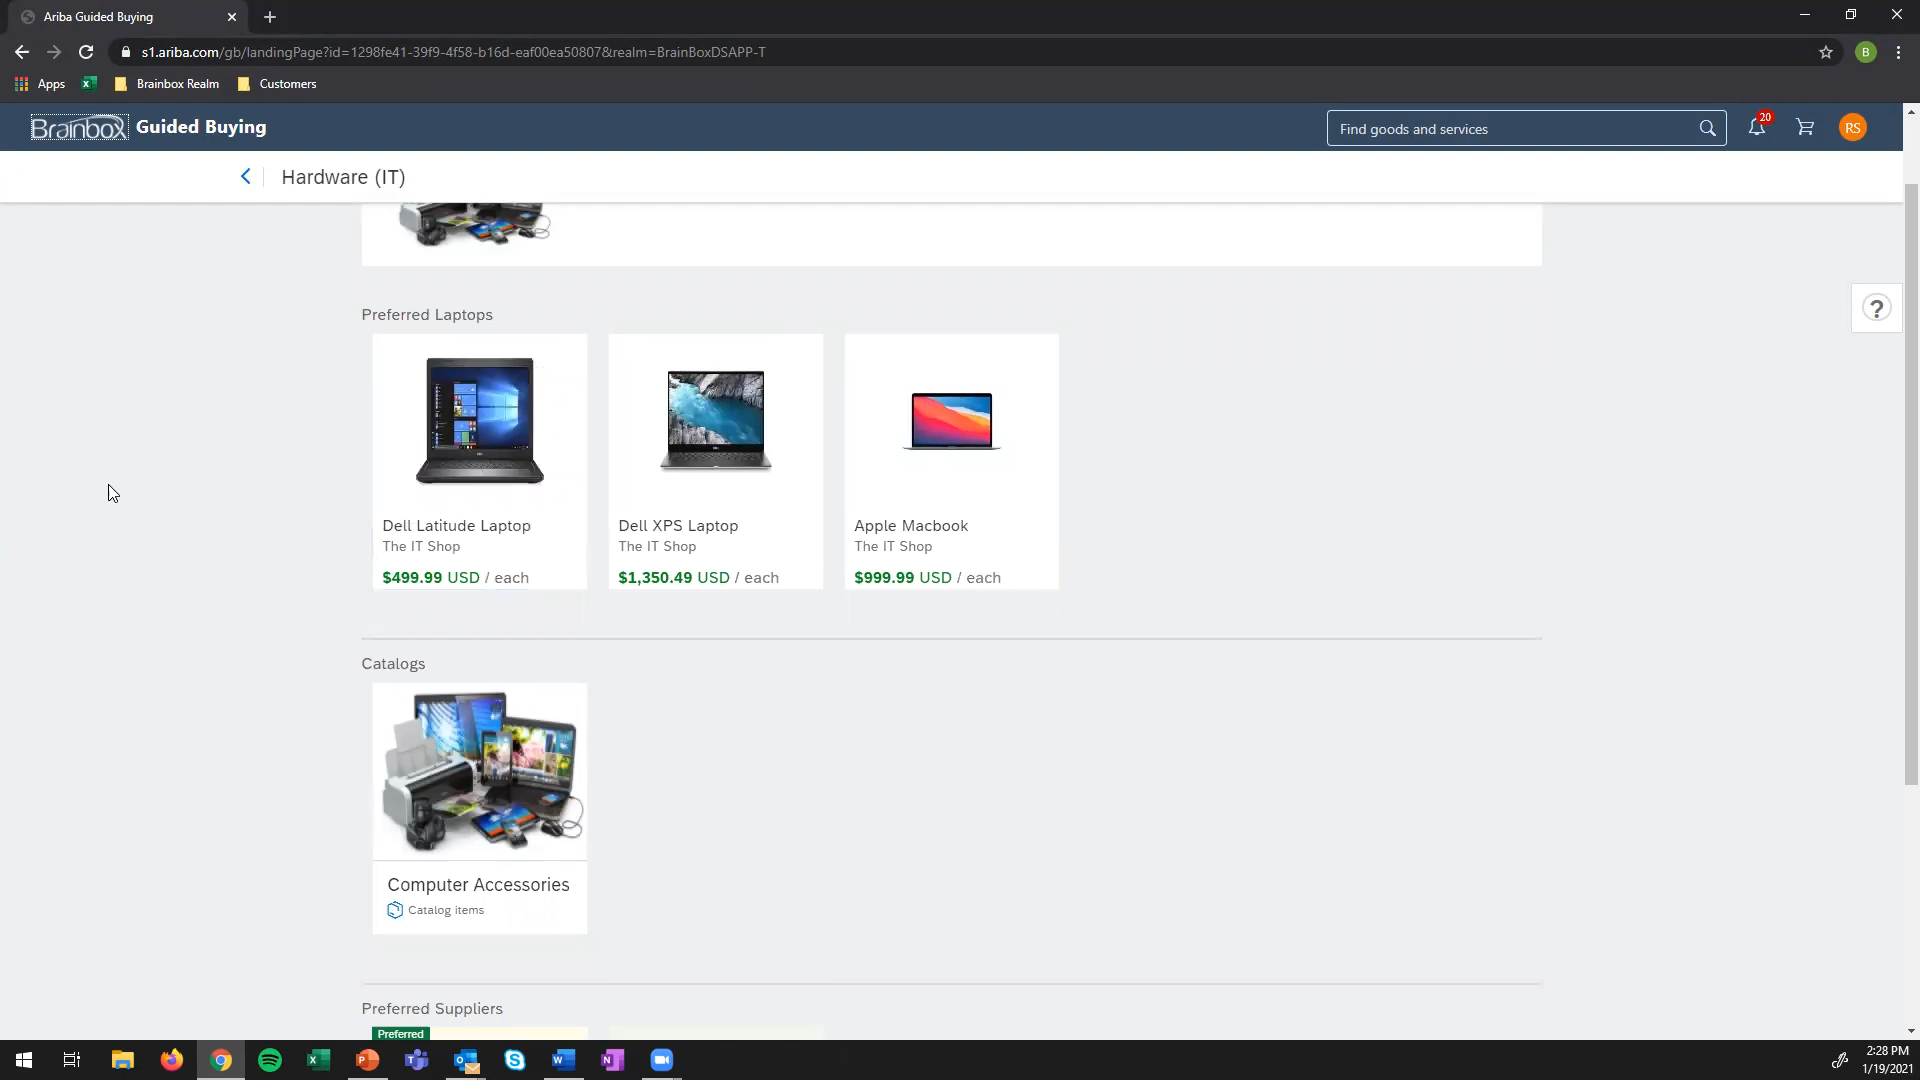 Ariba Guided Buying
s1.ariba.com/gb/landingPage?id=1298fe41-39f9-4f58-b16d-eaf00ea50807&realm=BrainBoxDSAPP-T
B
Apps Brainbox Realm Customers
Brainbox Guided Buying
Find goods and services
20
RS
Hardware (IT)
?
Preferred Laptops
Dell Latitude Laptop
The IT Shop
$499.99 USD / each
Dell XPS Laptop
The IT Shop
$1,350.49 USD / each
Apple Macbook
The IT Shop
$999.99 USD / each
Catalogs
Computer Accessories
Catalog items
Preferred Suppliers
Preferred
2:28 PM
1/19/2021